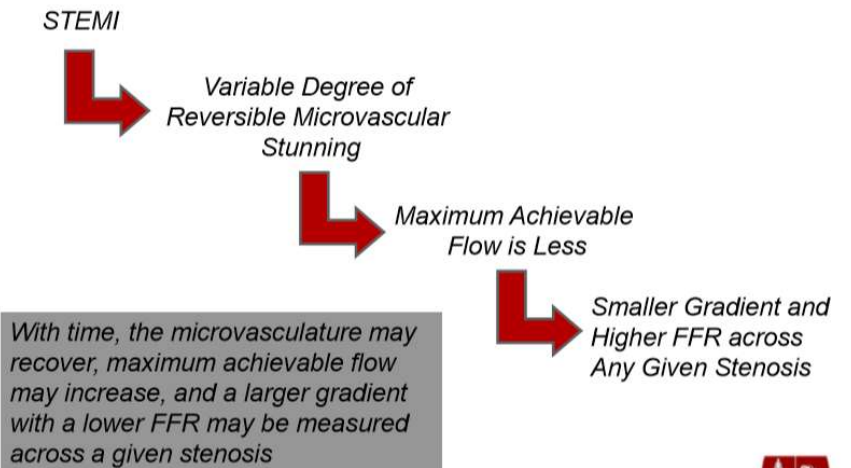 STEMI
Variable Degree of
Reversible Microvascular
Stunning
Maximum Achievable
Flow is Less
Smaller Gradient and
Higher FFR across
Any Given Stenosis
With time, the microvasculature may
recover, maximum achievable flow
may increase, and a larger gradient
with a lower FFR may be measured
across a given stenosis